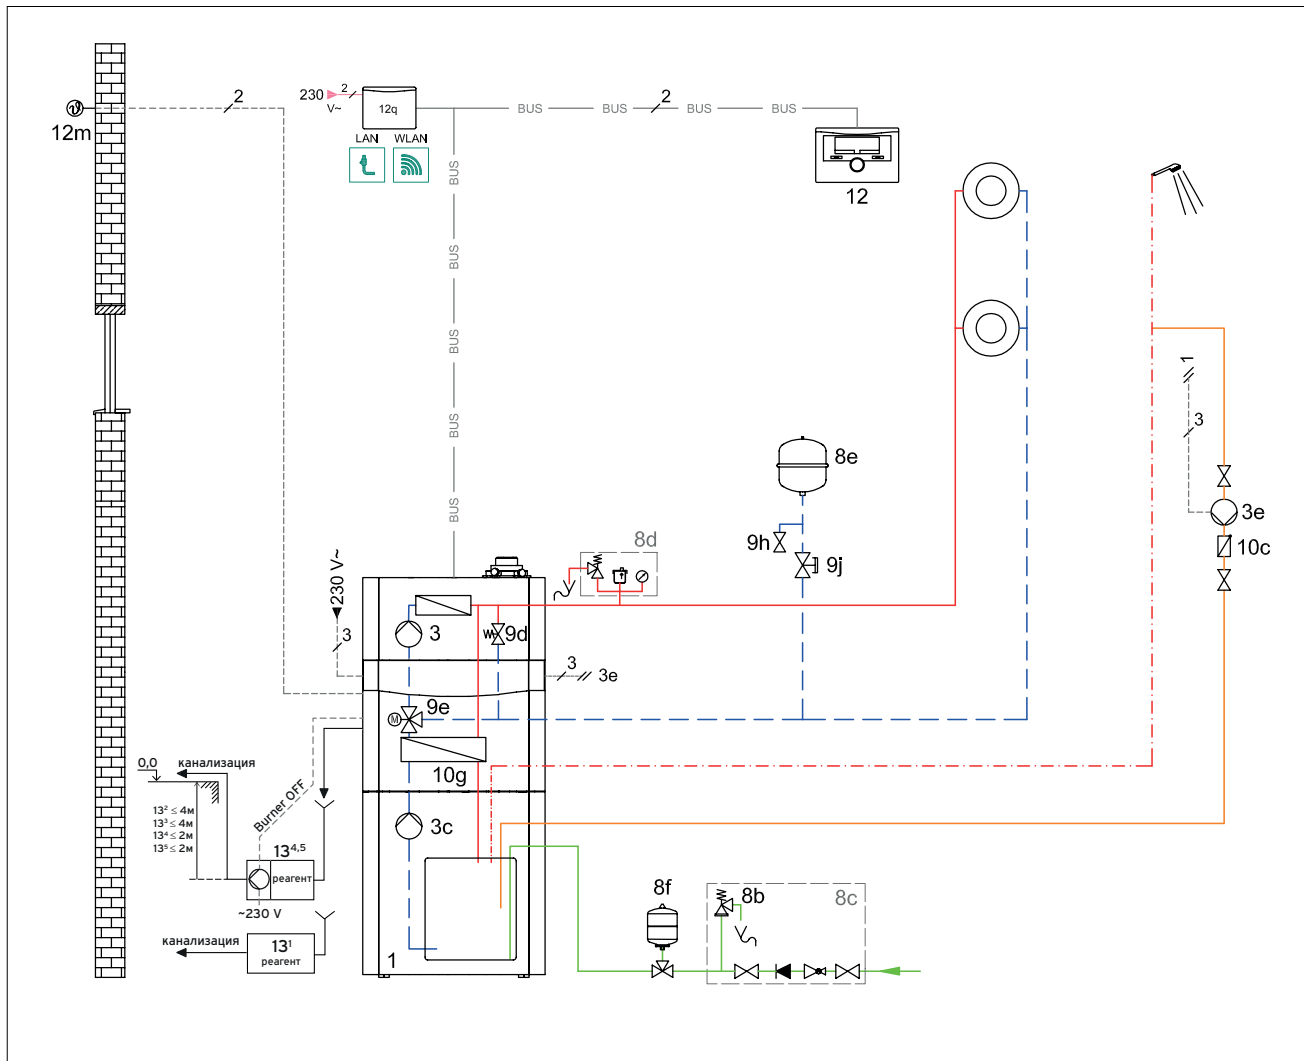 12m
2
230
V~
2
12q
LAN
WLAN
BUS
BUS
2
BUS
BUS
12
BUS
BUS
BUS
BUS
BUS
1
3
3e
10c
8e
9h
9j
8d
230 V~
3
3
9d
3
3e
9e
10g
3c
1
0,0
канализация
13² ≤ 4м
13³ ≤ 4м
13⁴ ≤ 2м
13⁵ ≤ 2м
Burner OFF
13⁴,⁵
реагент
~230 V
канализация
13¹
реагент
8f
8b
8c